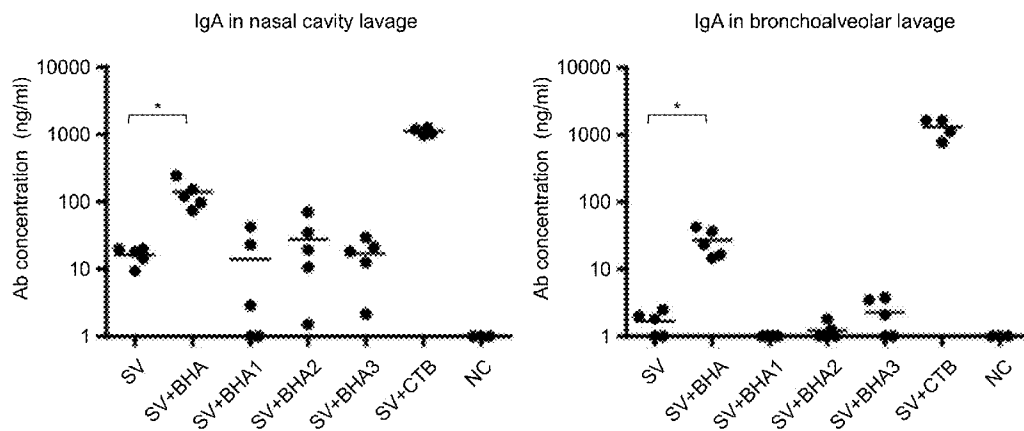 IgA in nasal cavity lavage
Ab concentration (ng/ml)
10000
1000
100
10
1
*
SV
SV+BHA
SV+BHA1
SV+BHA2
SV+BHA3
SV+CTB
NC
IgA in bronchoalveolar lavage
Ab concentration (ng/ml)
10000
1000
100
10
1
*
SV
SV+BHA
SV+BHA1
SV+BHA2
SV+BHA3
SV+CTB
NC